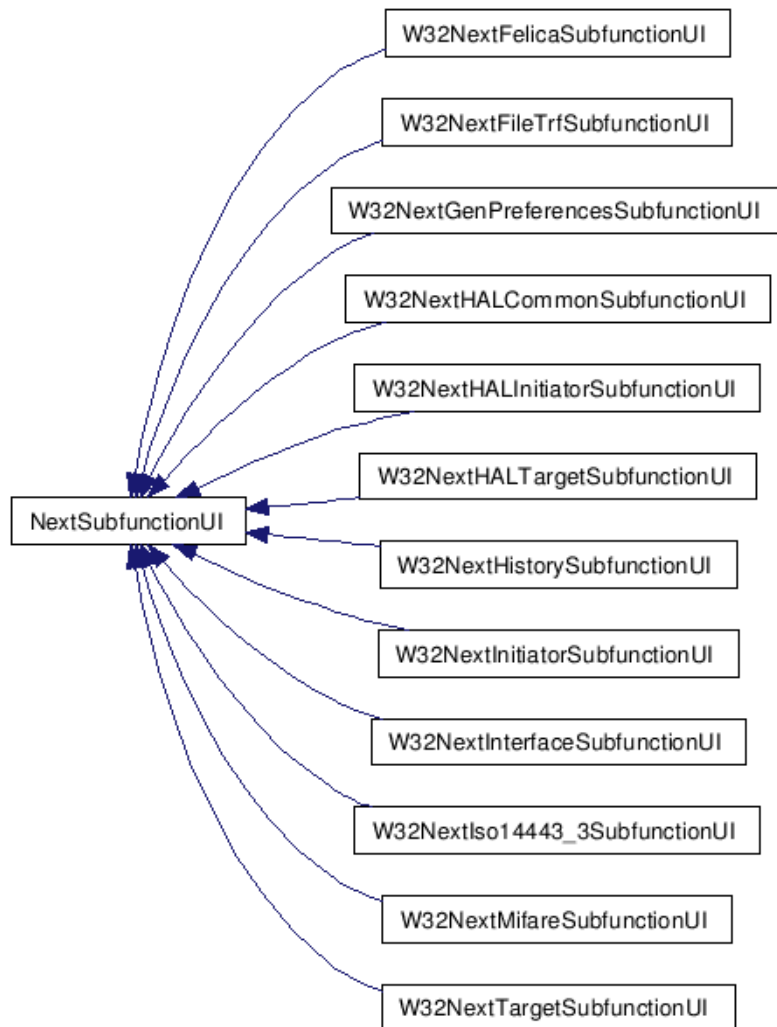 W32NextFelicaSubfunctionUI
W32NextFileTrfSubfunctionUI
W32NextGenPreferencesSubfunctionUI
W32NextHALCommonSubfunctionUI
W32NextHALInitiatorSubfunctionUI
W32NextHALTargetSubfunctionUI
NextSubfunctionUI
W32NextHistorySubfunctionUI
W32NextInitiatorSubfunctionUI
W32NextInterfaceSubfunctionUI
W32NextIso14443_3SubfunctionUI
W32NextMifareSubfunctionUI
W32NextTargetSubfunctionUI